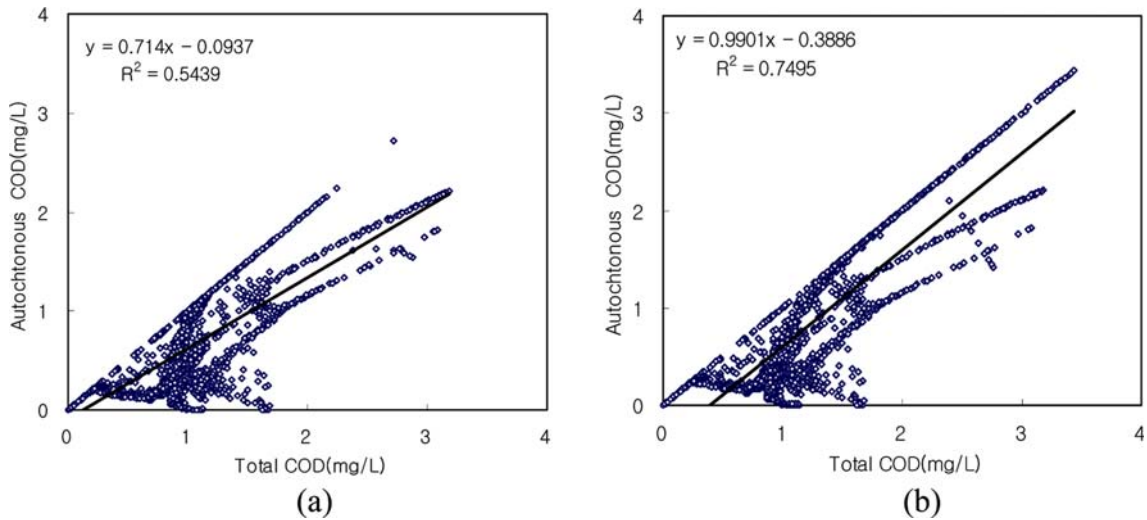 y = 0.714x − 0.0937
R² = 0.5439
Autochtonous COD(mg/L)
4
3
2
1
0
0 1 2 3 4
Total COD(mg/L)
(a)
y = 0.9901x − 0.3886
R² = 0.7495
Autochtonous COD(mg/L)
4
3
2
1
0
0 1 2 3 4
Total COD(mg/L)
(b)